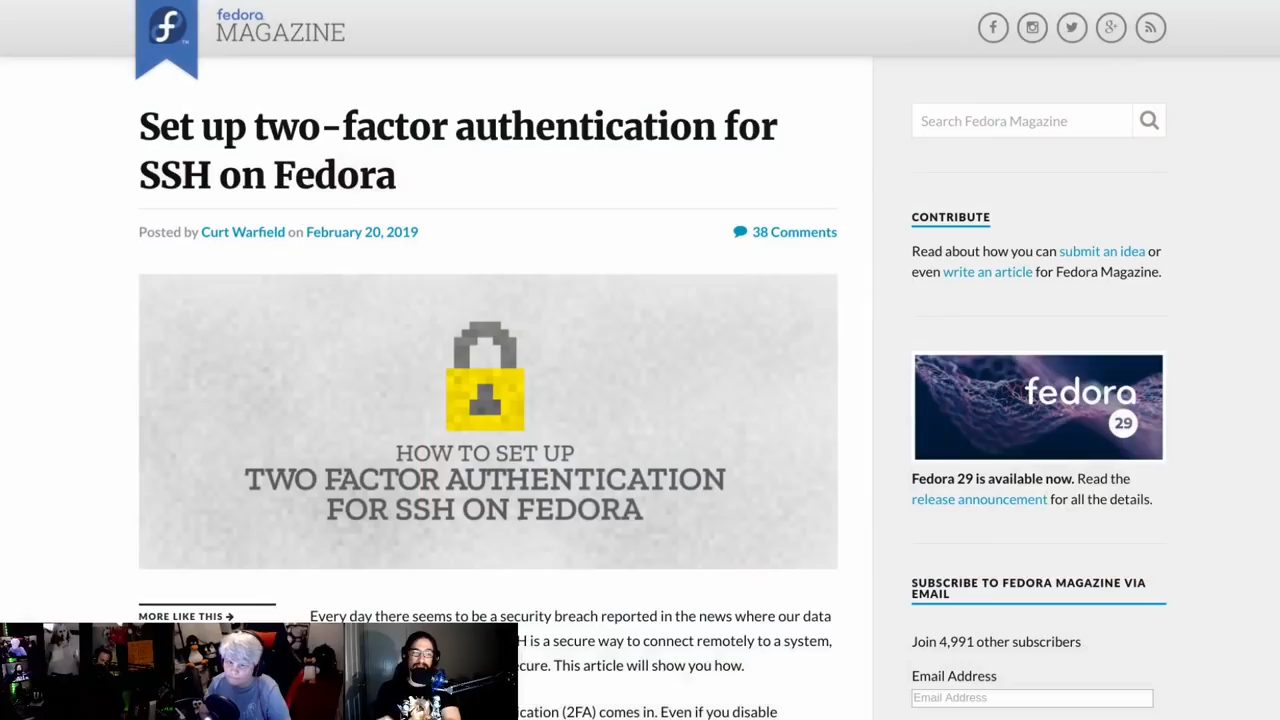 fedora
MAGAZINE
Set up two-factor authentication for
SSH on Fedora
Posted by Curt Warfield on February 20, 2019
38 Comments
HOW TO SET UP
TWO FACTOR AUTHENTICATION
FOR SSH ON FEDORA
MORE LIKE THIS →
Every day there seems to be a security breach reported in the news where our data
H is a secure way to connect remotely to a system,
ecure. This article will show you how.
ication (2FA) comes in. Even if you disable
Search Fedora Magazine
CONTRIBUTE
Read about how you can submit an idea or
even write an article for Fedora Magazine.
fedora
29
Fedora 29 is available now. Read the
release announcement for all the details.
SUBSCRIBE TO FEDORA MAGAZINE VIA
EMAIL
Join 4,991 other subscribers
Email Address
Email Address